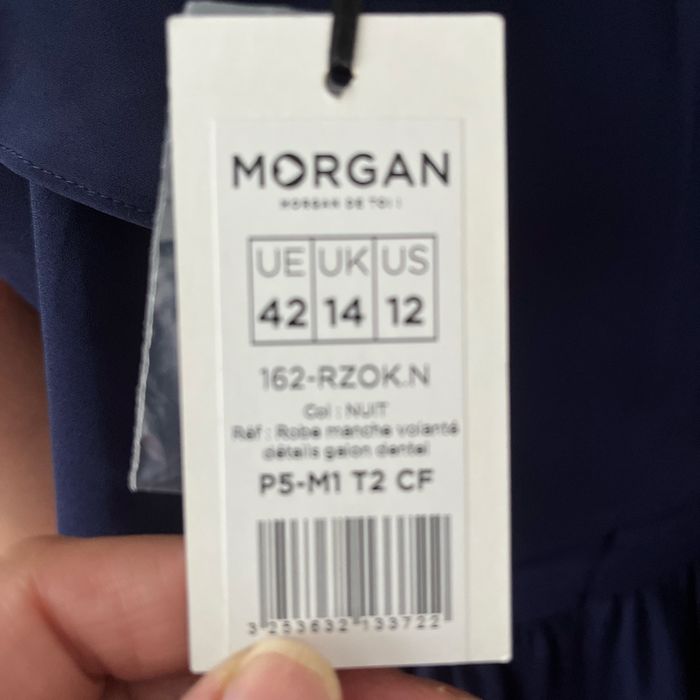 MORGAN
MORGAN DE TOI !
UE UK US
42 14 12
162-RZOK.N
Col : NUIT
Réf : Robe manche volanté
détails galon dentel
P5-M1 T2 CF
3 253632 133722